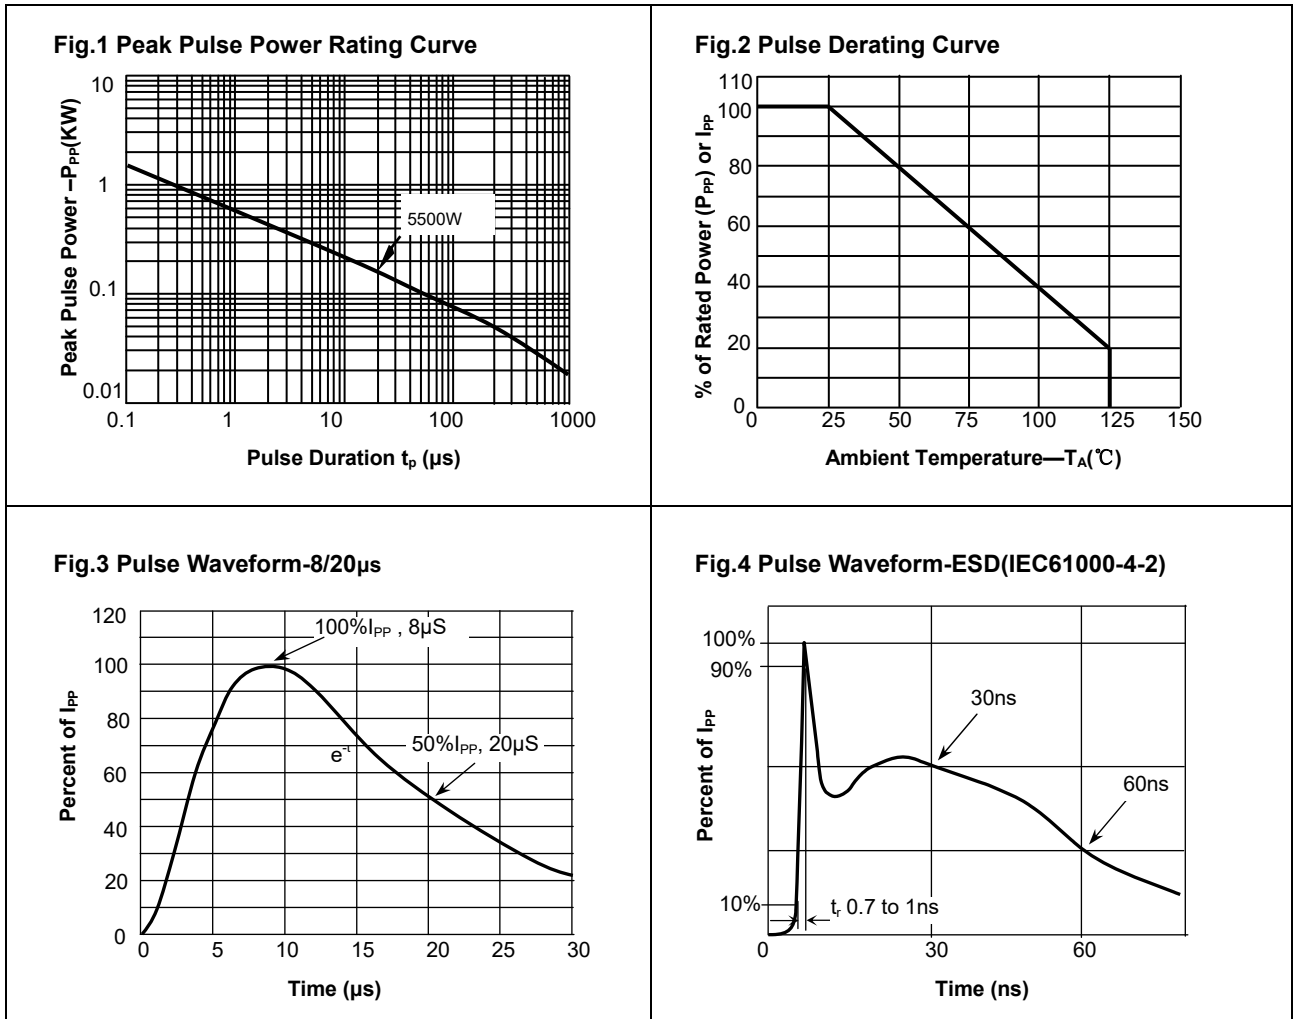 Fig.1 Peak Pulse Power Rating Curve
Peak Pulse Power –PPP(KW)
10
1
0.1
0.01
5500W
0.1 1 10 100 1000
Pulse Duration tp (µs)
Fig.2 Pulse Derating Curve
% of Rated Power (PPP) or IPP
110
100
80
60
40
20
0
25 50 75 100 125 150
Ambient Temperature—TA(℃)
Fig.3 Pulse Waveform-8/20µs
Percent of IPP
120
100
80
60
40
20
0
100%IPP , 8µS
e-t
50%IPP, 20µS
0 5 10 15 20 25 30
Time (µs)
Fig.4 Pulse Waveform-ESD(IEC61000-4-2)
Percent of IPP
100%
90%
10%
30ns
60ns
tr 0.7 to 1ns
0 30 60
Time (ns)